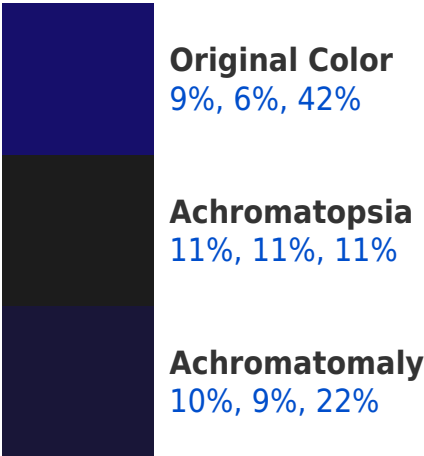 Original Color
9%, 6%, 42%
Achromatopsia
11%, 11%, 11%
Achromatomaly
10%, 9%, 22%